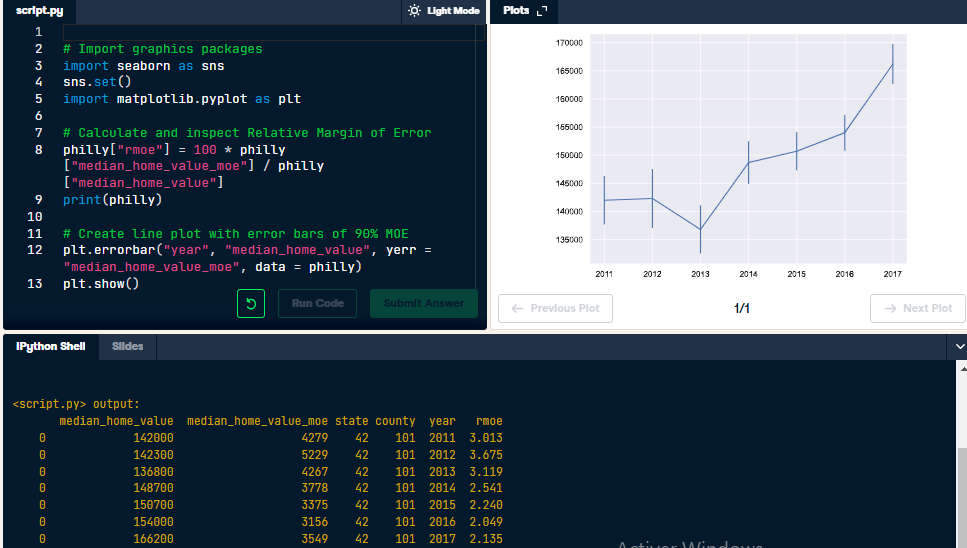 script.py
Light Mode
1
2 # Import graphics packages
3 import seaborn as sns
4 sns.set()
5 import matplotlib.pyplot as plt
6
7 # Calculate and inspect Relative Margin of Error
8 philly["rmoe"] = 100 * philly
["median_home_value_moe"] / philly
["median_home_value"]
9 print(philly)
10
11 # Create line plot with error bars of 90% MOE
12 plt.errorbar("year", "median_home_value", yerr =
"median_home_value_moe", data = philly)
13 plt.show()
Run Code
Submit Answer
Plots
170000
165000
160000
155000
150000
145000
140000
135000
2011 2012 2013 2014 2015 2016 2017
← Previous Plot
1/1
→ Next Plot
IPython Shell
Slides
<script.py> output:
median_home_value median_home_value_moe state county year rmoe
0 142000 4279 42 101 2011 3.013
0 142300 5229 42 101 2012 3.675
0 136800 4267 42 101 2013 3.119
0 148700 3778 42 101 2014 2.541
0 150700 3375 42 101 2015 2.240
0 154000 3156 42 101 2016 2.049
0 166200 3549 42 101 2017 2.135
Activer Windows